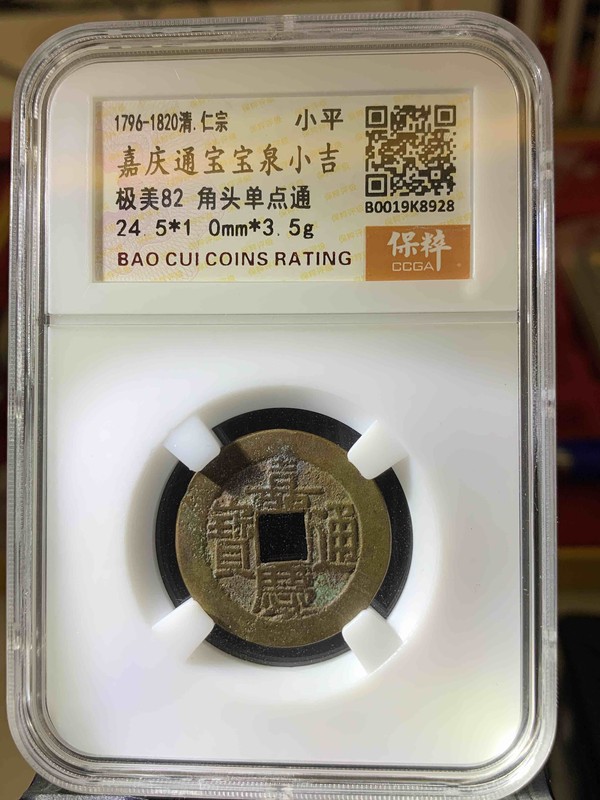 1796-1820清.仁宗 小平
嘉庆通宝宝泉小吉
极美82 角头单点通
24.5*1 0mm*3.5g
BAO CUI COINS RATING
B0019K8928
保粹
CCGA
嘉
慶
通
寳